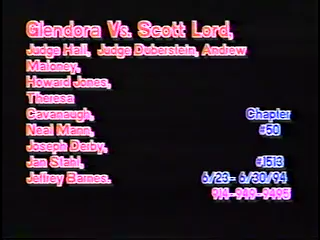 Glendora Vs. Scott Lord,
Judge Hall, Judge Duberstein, Andrew
Maloney,
Howard Jones,
Theresa
Cavanaugh,
Chapter
Neal Mann,
#50
Joseph Derby,
Jan Stahl,
#1513
Jeffrey Barnes.
6/23- 6/30/94
914-949-9495